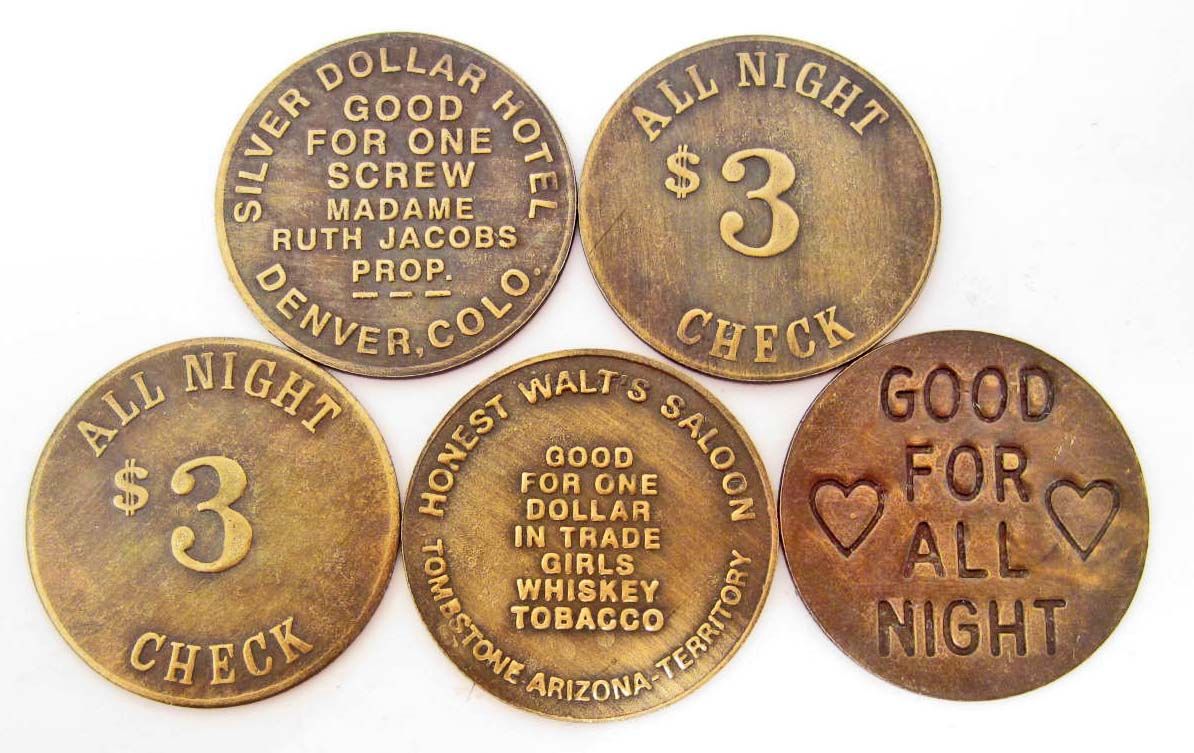 SILVER DOLLAR HOTEL
GOOD
FOR ONE
SCREW
MADAME
RUTH JACOBS
PROP.
DENVER, COLO.
ALL NIGHT
$3
CHECK
ALL NIGHT
$3
CHECK
HONEST WALT'S SALOON
GOOD
FOR ONE
DOLLAR
IN TRADE
GIRLS
WHISKEY
TOBACCO
TOMBSTONE ARIZONA-TERRITORY
GOOD
FOR
ALL
NIGHT